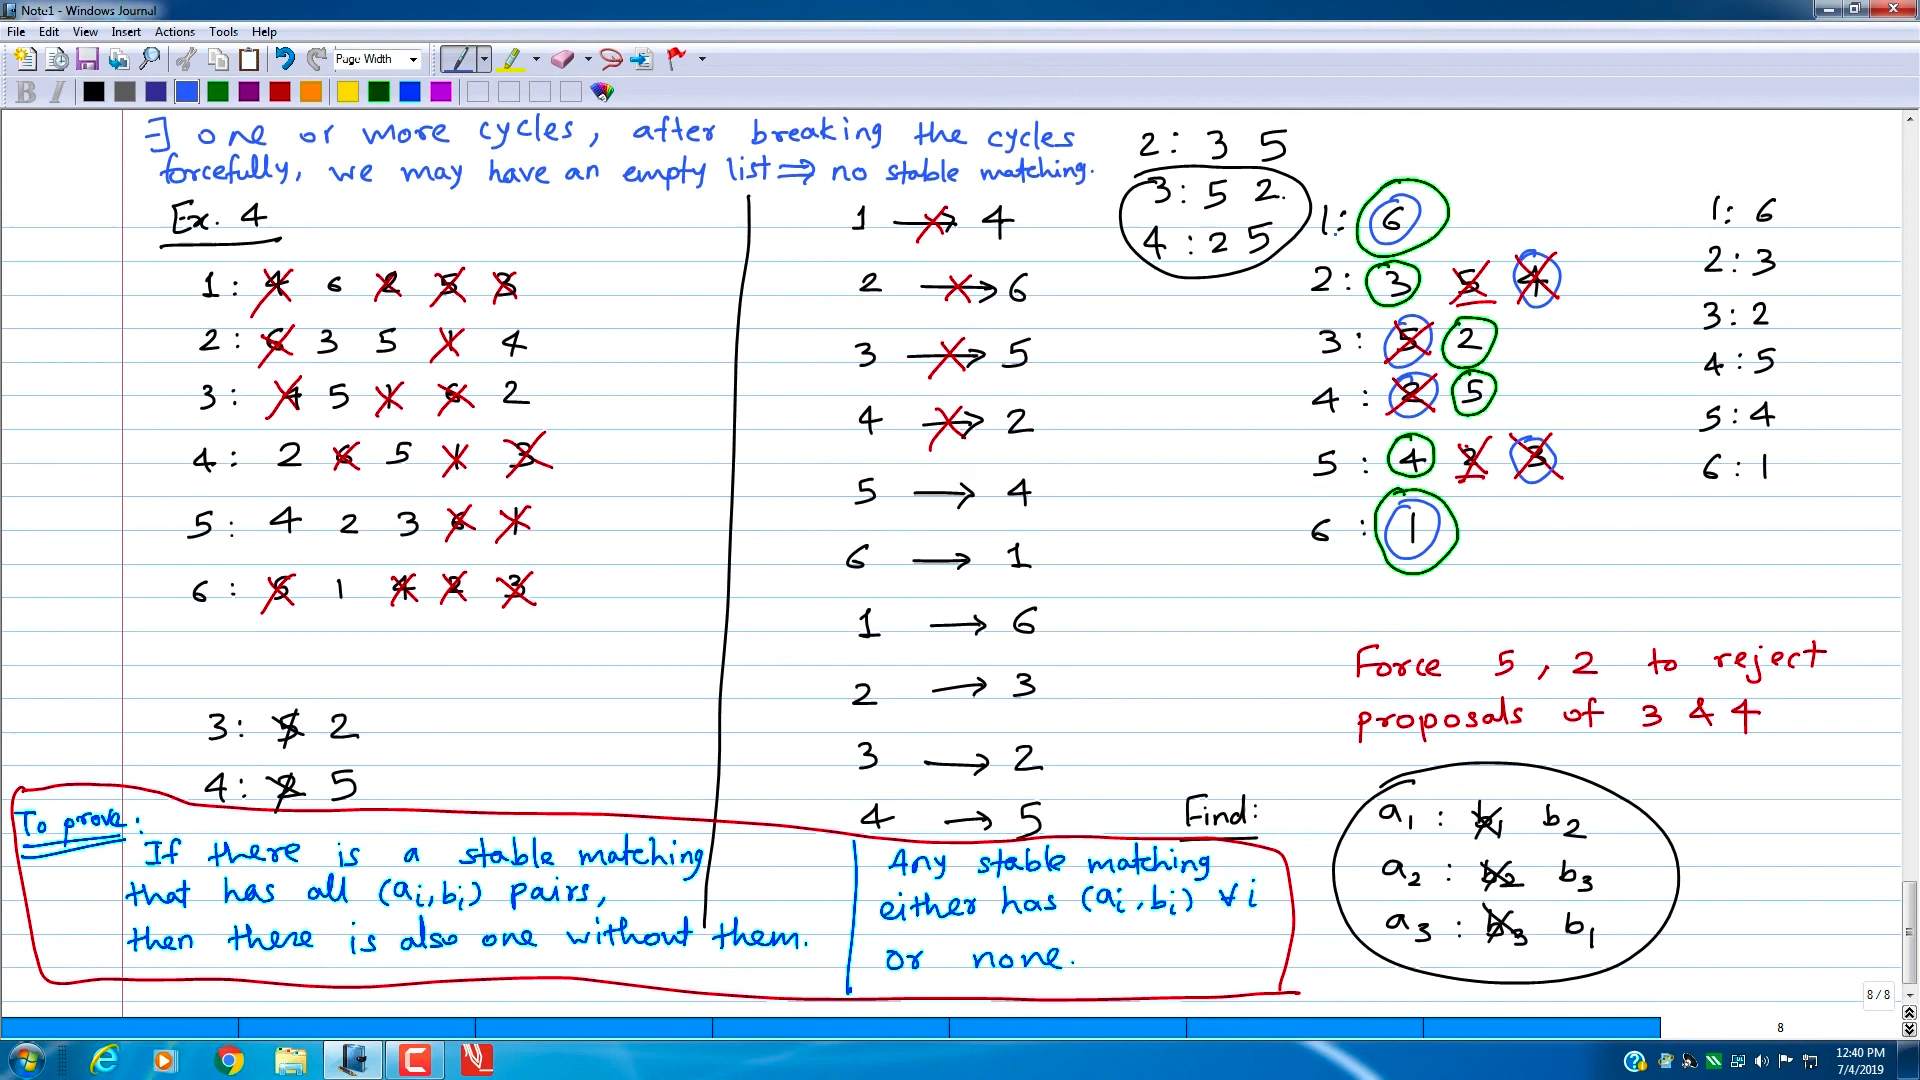 Note1 - Windows Journal
File Edit View Insert Actions Tools Help
Page Width
B I
∃ one or more cycles, after breaking the cycles
forcefully, we may have an empty list ⇒ no stable matching.
Ex. 4
1: 4 6 2 5 3
2: 6 3 5 1 4
3: 4 5 1 6 2
4: 2 6 5 1 3
5: 4 2 3 6 1
6: 5 1 4 2 3
3: 5 2
4: 2 5
1 → 4
2 → 6
3 → 5
4 → 2
5 → 4
6 → 1
1 → 6
2 → 3
3 → 2
4 → 5
2: 3 5
3: 5 2
4: 2 5
1: 6
2: 3 5 4
3: 5 2
4: 2 5
5: 4 2 3
6: 1
1: 6
2: 3
3: 2
4: 5
5: 4
6: 1
Force 5, 2 to reject
proposals of 3 & 4
Find:
a1: b1 b2
a2: b2 b3
a3: b3 b1
To prove:
If there is a stable matching
that has all (ai, bi) pairs,
then there is also one without them.
Any stable matching
either has (ai, bi) ∀i
or none.
8 / 8
8
12:40 PM
7/4/2019